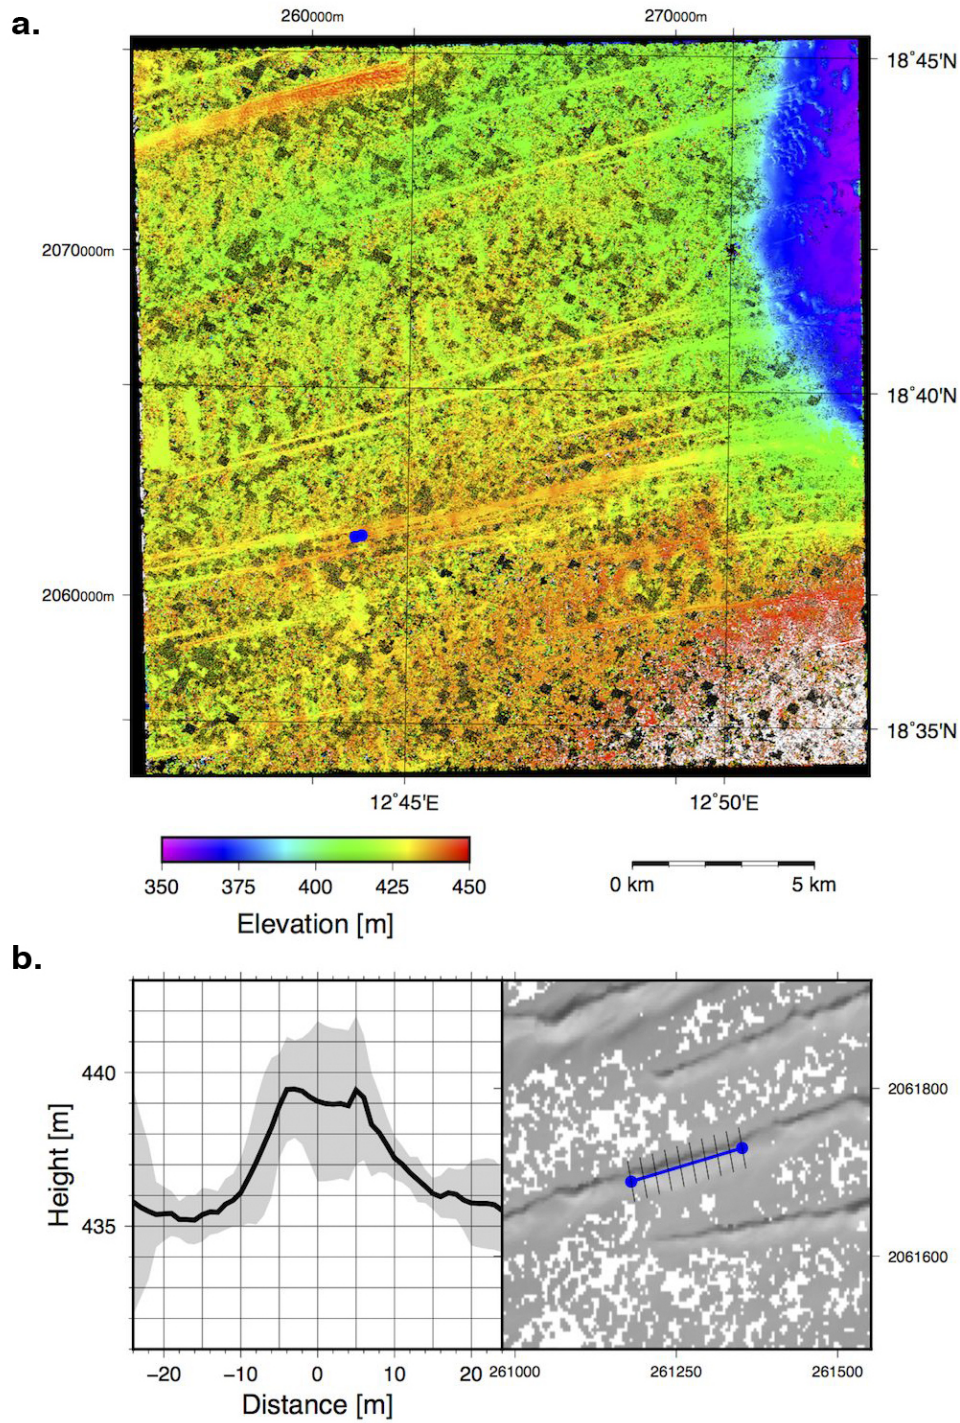 a.
260000m 270000m
18°45'N
2070000m
18°40'N
2060000m
18°35'N
12°45'E 12°50'E
350 375 400 425 450
Elevation [m]
0 km 5 km
b.
440
435
Height [m]
−20 −10 0 10 20
Distance [m]
2061800
2061600
261000 261250 261500